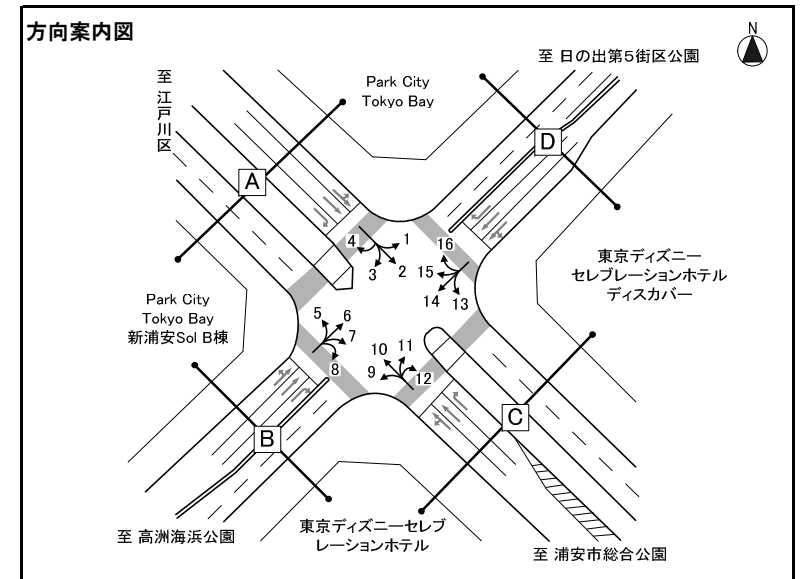 方向案内図
N
至 日の出第5街区公園
至江戸川区
Park City
Tokyo Bay
D
A
4
1
16
3
2
15
14
13
東京ディズニー
セレブレーションホテル
ディスカバー
Park City
Tokyo Bay
新浦安Sol B棟
5
6
7
8
10
11
9
12
C
B
至 高洲海浜公園
東京ディズニーセレブ
レーションホテル
至 浦安市総合公園